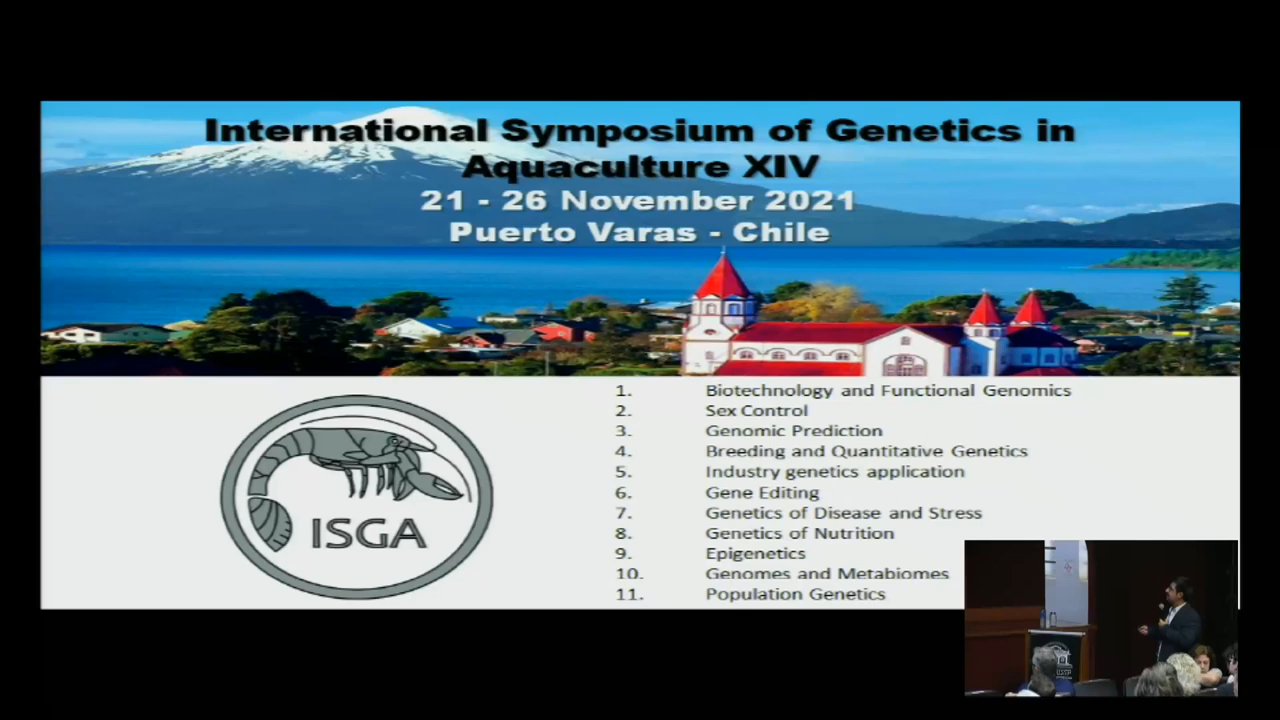 International Symposium of Genetics in
Aquaculture XIV
21 - 26 November 2021
Puerto Varas - Chile
ISGA
1. Biotechnology and Functional Genomics
2. Sex Control
3. Genomic Prediction
4. Breeding and Quantitative Genetics
5. Industry genetics application
6. Gene Editing
7. Genetics of Disease and Stress
8. Genetics of Nutrition
9. Epigenetics
10. Genomes and Metabiomes
11. Population Genetics